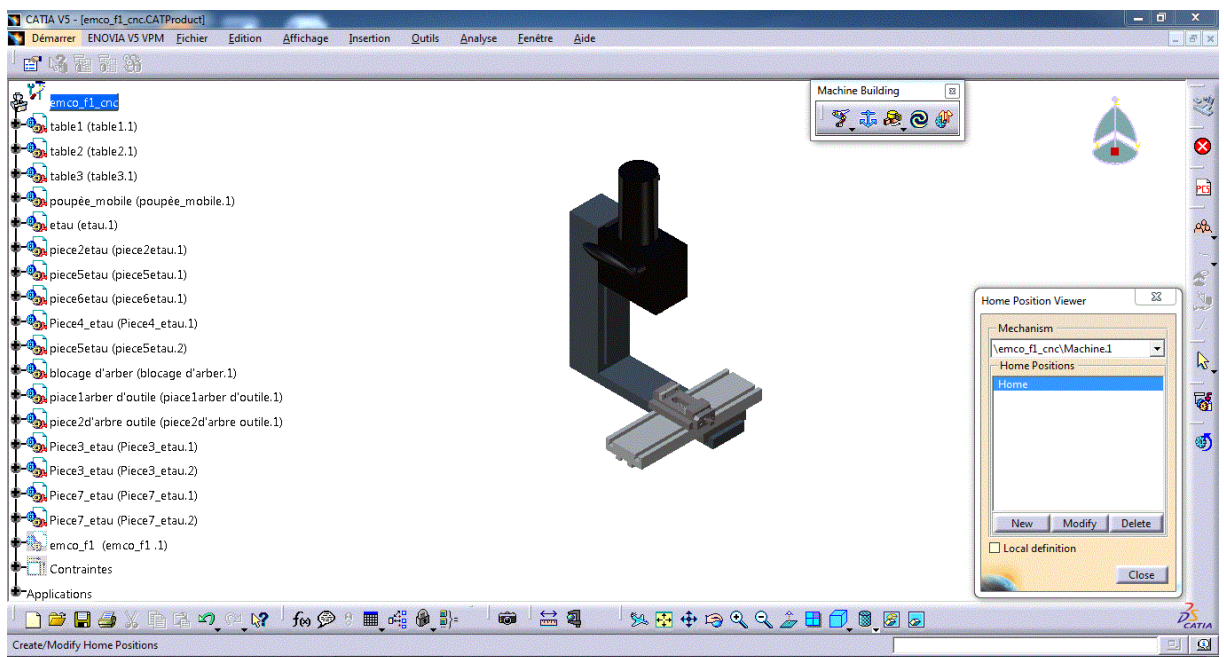 CATIA V5 - [emco_f1_cnc.CATProduct]
Démarrer ENOVIA V5 VPM Fichier Edition Affichage Insertion Outils Analyse Fenêtre Aide
emco_f1_cnc
table1 (table1.1)
table2 (table2.1)
table3 (table3.1)
poupèe_mobile (poupèe_mobile.1)
etau (etau.1)
piece2etau (piece2etau.1)
piece5etau (piece5etau.1)
piece6etau (piece6etau.1)
Piece4_etau (Piece4_etau.1)
piece5etau (piece5etau.2)
blocage d'arber (blocage d'arber.1)
piace1arber d'outile (piace1arber d'outile.1)
piece2d'arbre outile (piece2d'arbre outile.1)
Piece3_etau (Piece3_etau.1)
Piece3_etau (Piece3_etau.2)
Piece7_etau (Piece7_etau.1)
Piece7_etau (Piece7_etau.2)
emco_f1 (emco_f1 .1)
Contraintes
Applications
Machine Building
PCS
Home Position Viewer
Mechanism
\emco_f1_cnc\Machine.1
Home Positions
Home
New Modify Delete
Local definition
Close
f(x)
CATIA
Create/Modify Home Positions